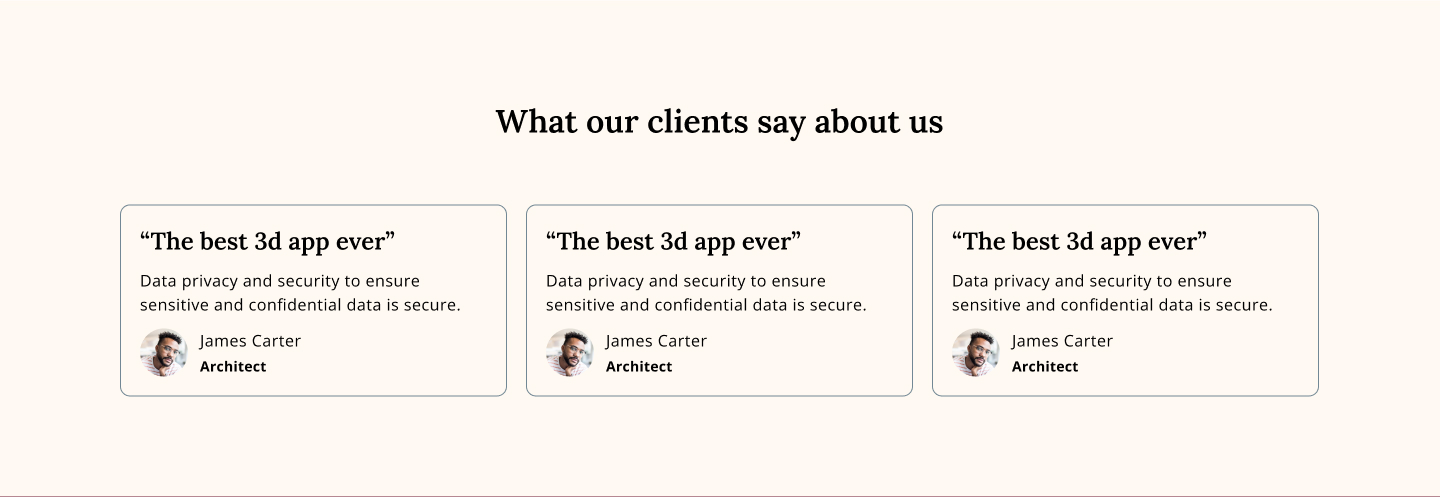 What our clients say about us
“The best 3d app ever”
Data privacy and security to ensure
sensitive and confidential data is secure.
James Carter
Architect
“The best 3d app ever”
Data privacy and security to ensure
sensitive and confidential data is secure.
James Carter
Architect
“The best 3d app ever”
Data privacy and security to ensure
sensitive and confidential data is secure.
James Carter
Architect